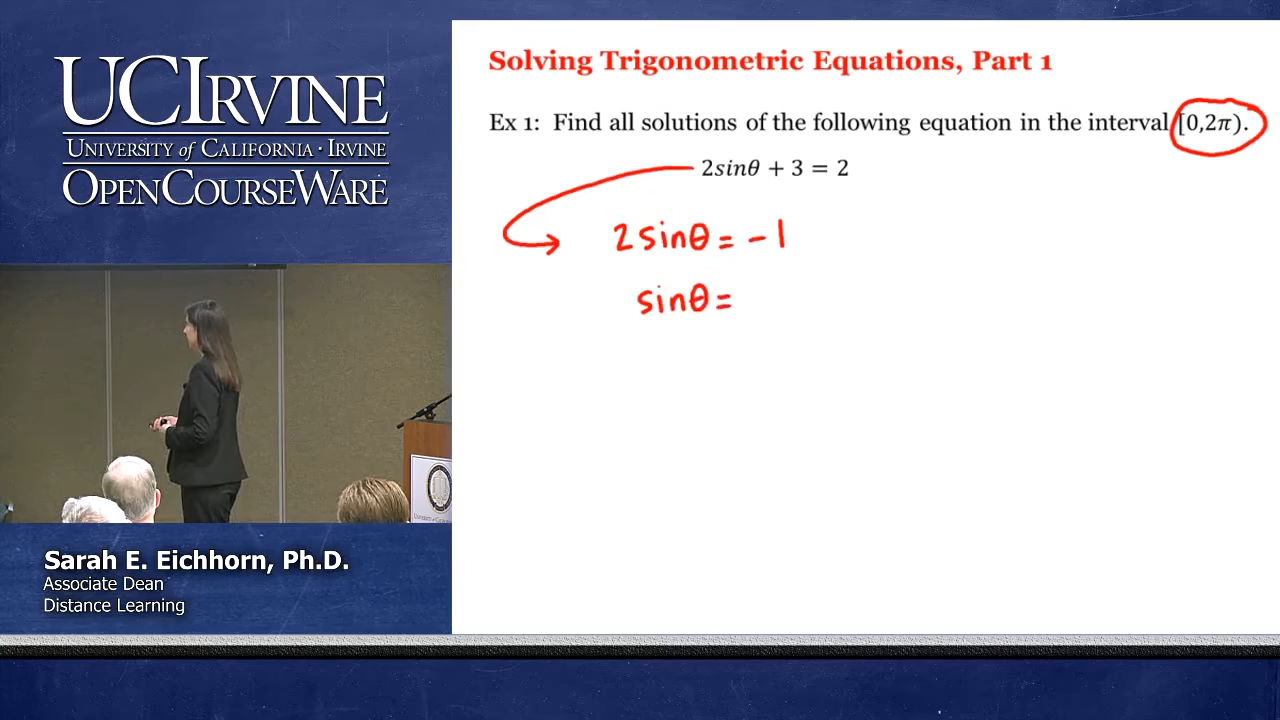 UCIRVINE
UNIVERSITY of CALIFORNIA · IRVINE
OPENCOURSEWARE
Sarah E. Eichhorn, Ph.D.
Associate Dean
Distance Learning
Solving Trigonometric Equations, Part 1
Ex 1: Find all solutions of the following equation in the interval [0,2π).
2sinθ + 3 = 2
2sinθ = -1
sinθ =